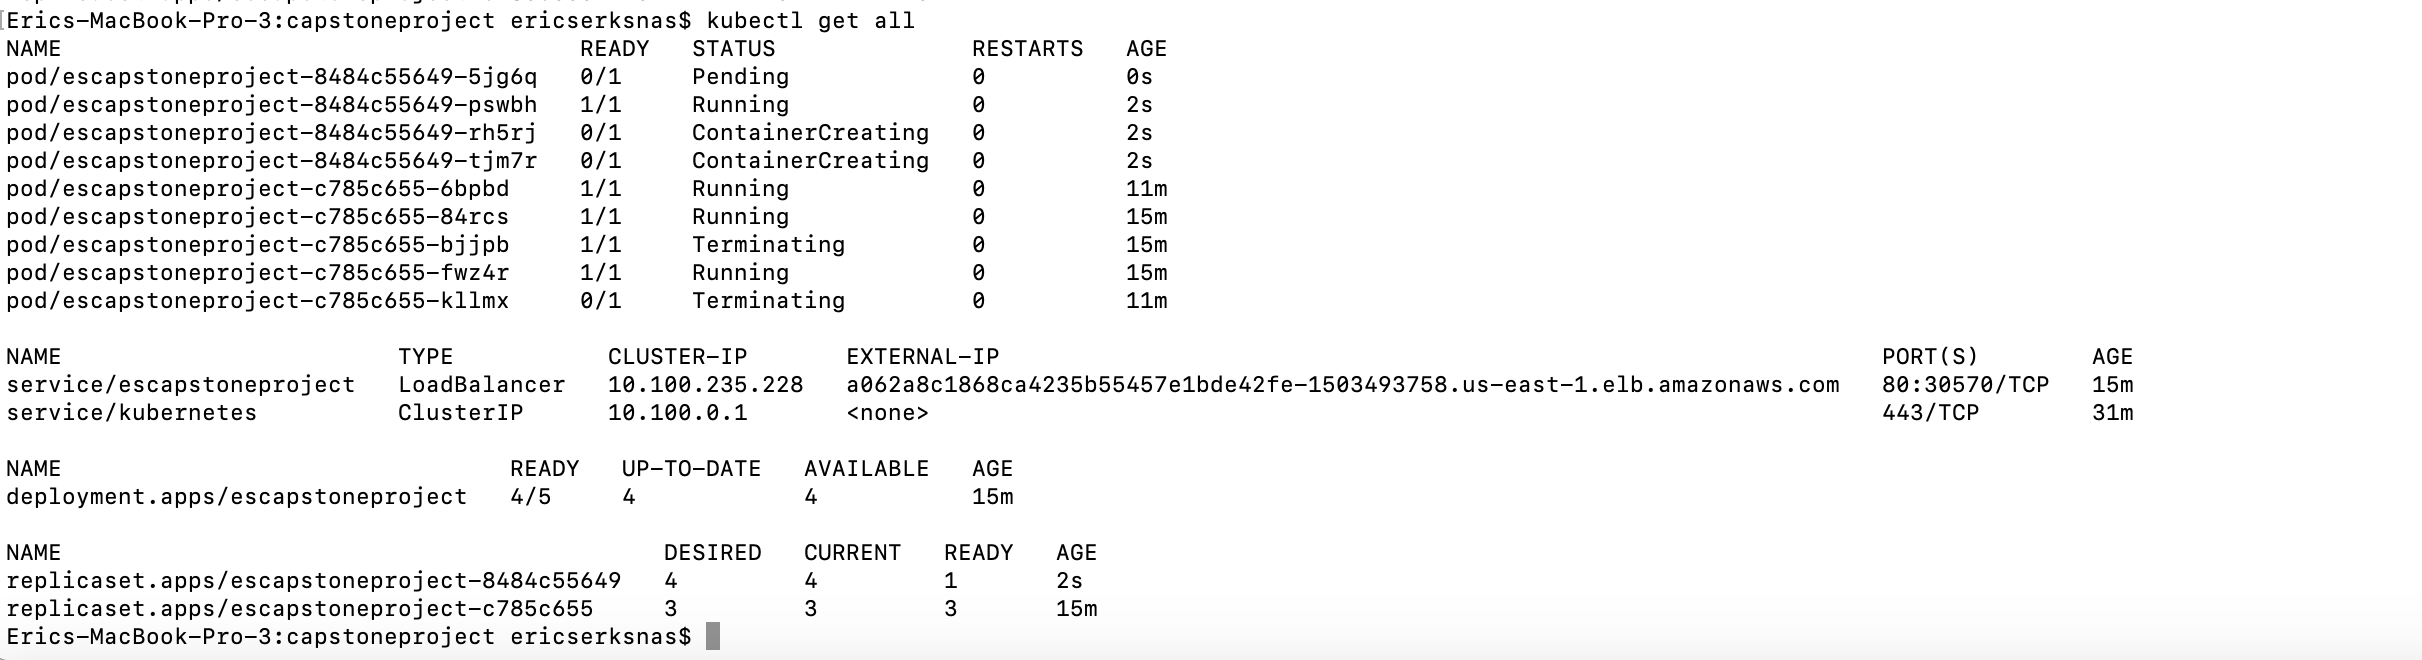 Erics-MacBook-Pro-3:capstoneproject ericserksnas$ kubectl get all
NAME READY STATUS RESTARTS AGE
pod/escapstoneproject-8484c55649-5jg6q 0/1 Pending 0 0s
pod/escapstoneproject-8484c55649-pswbh 1/1 Running 0 2s
pod/escapstoneproject-8484c55649-rh5rj 0/1 ContainerCreating 0 2s
pod/escapstoneproject-8484c55649-tjm7r 0/1 ContainerCreating 0 2s
pod/escapstoneproject-c785c655-6bpbd 1/1 Running 0 11m
pod/escapstoneproject-c785c655-84rcs 1/1 Running 0 15m
pod/escapstoneproject-c785c655-bjjpb 1/1 Terminating 0 15m
pod/escapstoneproject-c785c655-fwz4r 1/1 Running 0 15m
pod/escapstoneproject-c785c655-kllmx 0/1 Terminating 0 11m
NAME TYPE CLUSTER-IP EXTERNAL-IP PORT(S) AGE
service/escapstoneproject LoadBalancer 10.100.235.228 a062a8c1868ca4235b55457e1bde42fe-1503493758.us-east-1.elb.amazonaws.com 80:30570/TCP 15m
service/kubernetes ClusterIP 10.100.0.1 <none> 443/TCP 31m
NAME READY UP-TO-DATE AVAILABLE AGE
deployment.apps/escapstoneproject 4/5 4 4 15m
NAME DESIRED CURRENT READY AGE
replicaset.apps/escapstoneproject-8484c55649 4 4 1 2s
replicaset.apps/escapstoneproject-c785c655 3 3 3 15m
Erics-MacBook-Pro-3:capstoneproject ericserksnas$